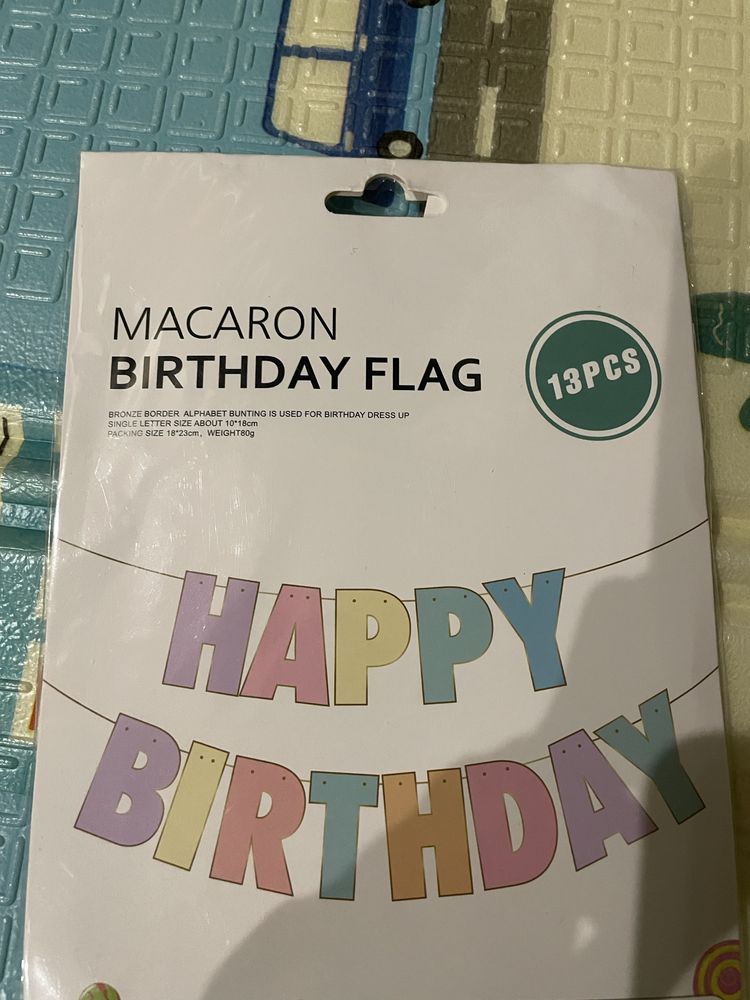 MACARON
BIRTHDAY FLAG
13PCS
BRONZE BORDER ALPHABET BUNTING IS USED FOR BIRTHDAY DRESS UP
SINGLE LETTER SIZE ABOUT 10*18cm
PACKING SIZE 18*23cm, WEIGHT80g
HAPPY
BIRTHDAY